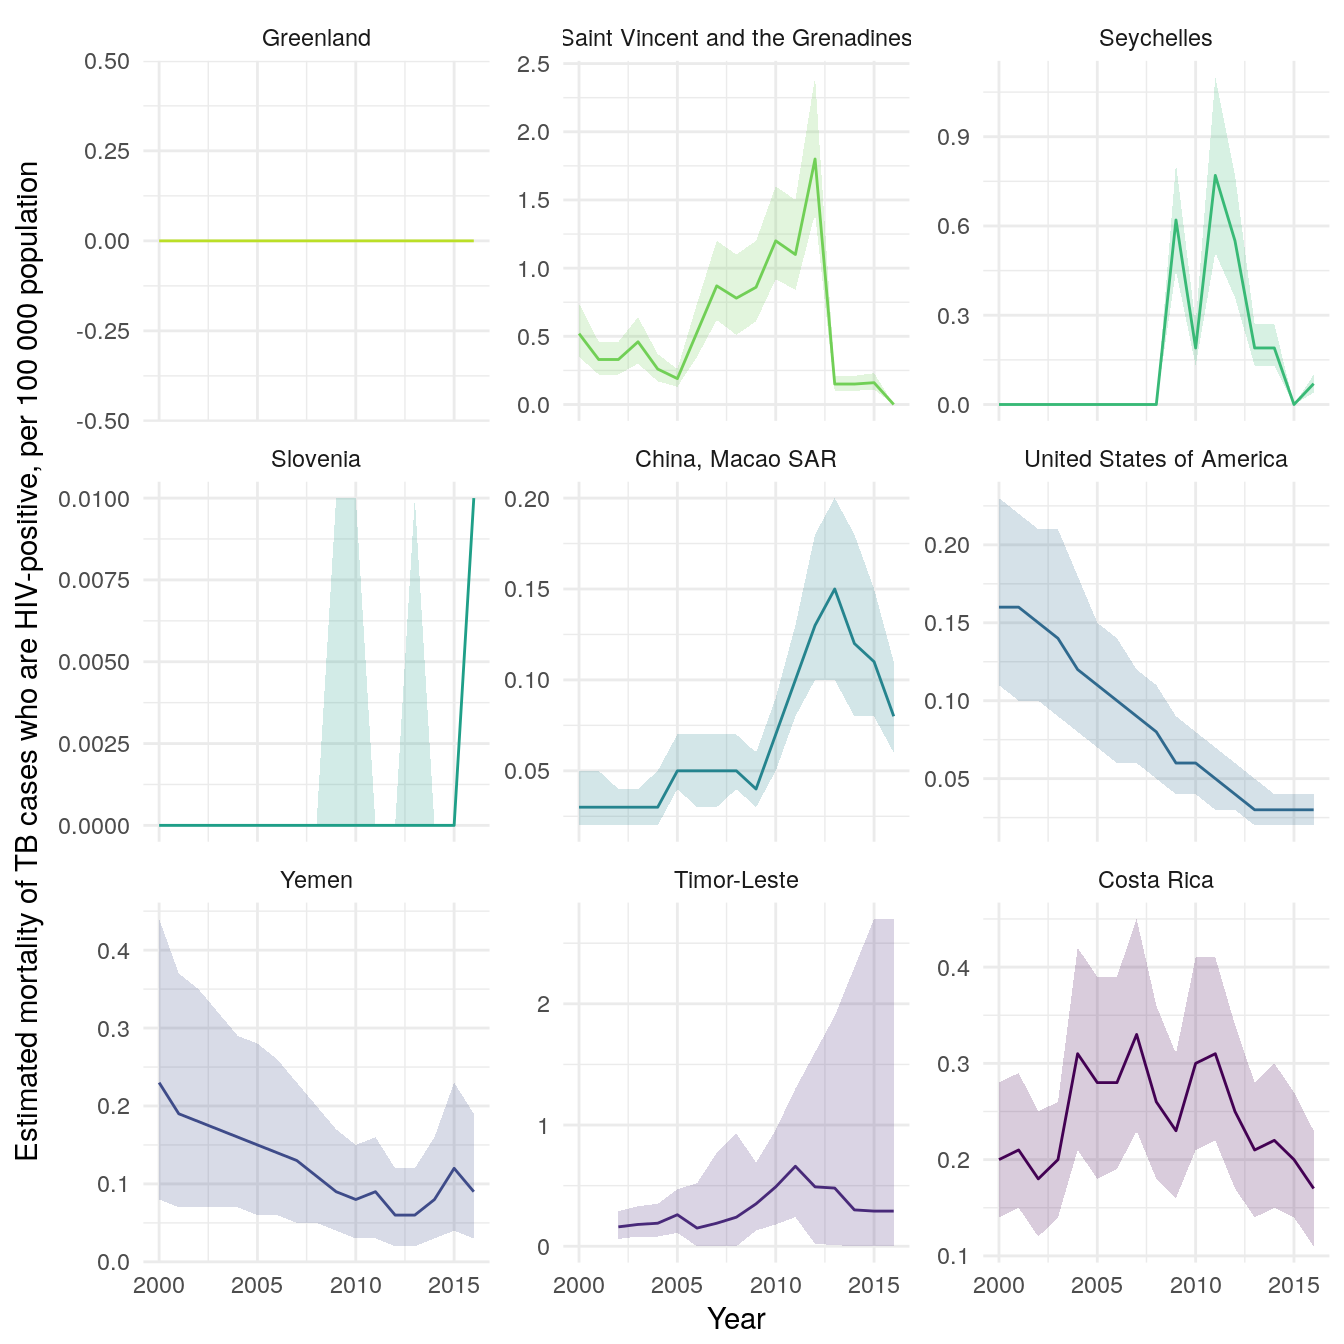 Greenland
Saint Vincent and the Grenadines
Seychelles
0.50
0.25
0.00
-0.25
-0.50
2.5
2.0
1.5
1.0
0.5
0.0
0.9
0.6
0.3
0.0
Slovenia
China, Macao SAR
United States of America
0.0100
0.0075
0.0050
0.0025
0.0000
0.20
0.15
0.10
0.05
0.20
0.15
0.10
0.05
Yemen
Timor-Leste
Costa Rica
0.4
0.3
0.2
0.1
0.0
2
1
0
0.4
0.3
0.2
0.1
2000 2005 2010 2015
2000 2005 2010 2015
2000 2005 2010 2015
Year
Estimated mortality of TB cases who are HIV-positive, per 100 000 population